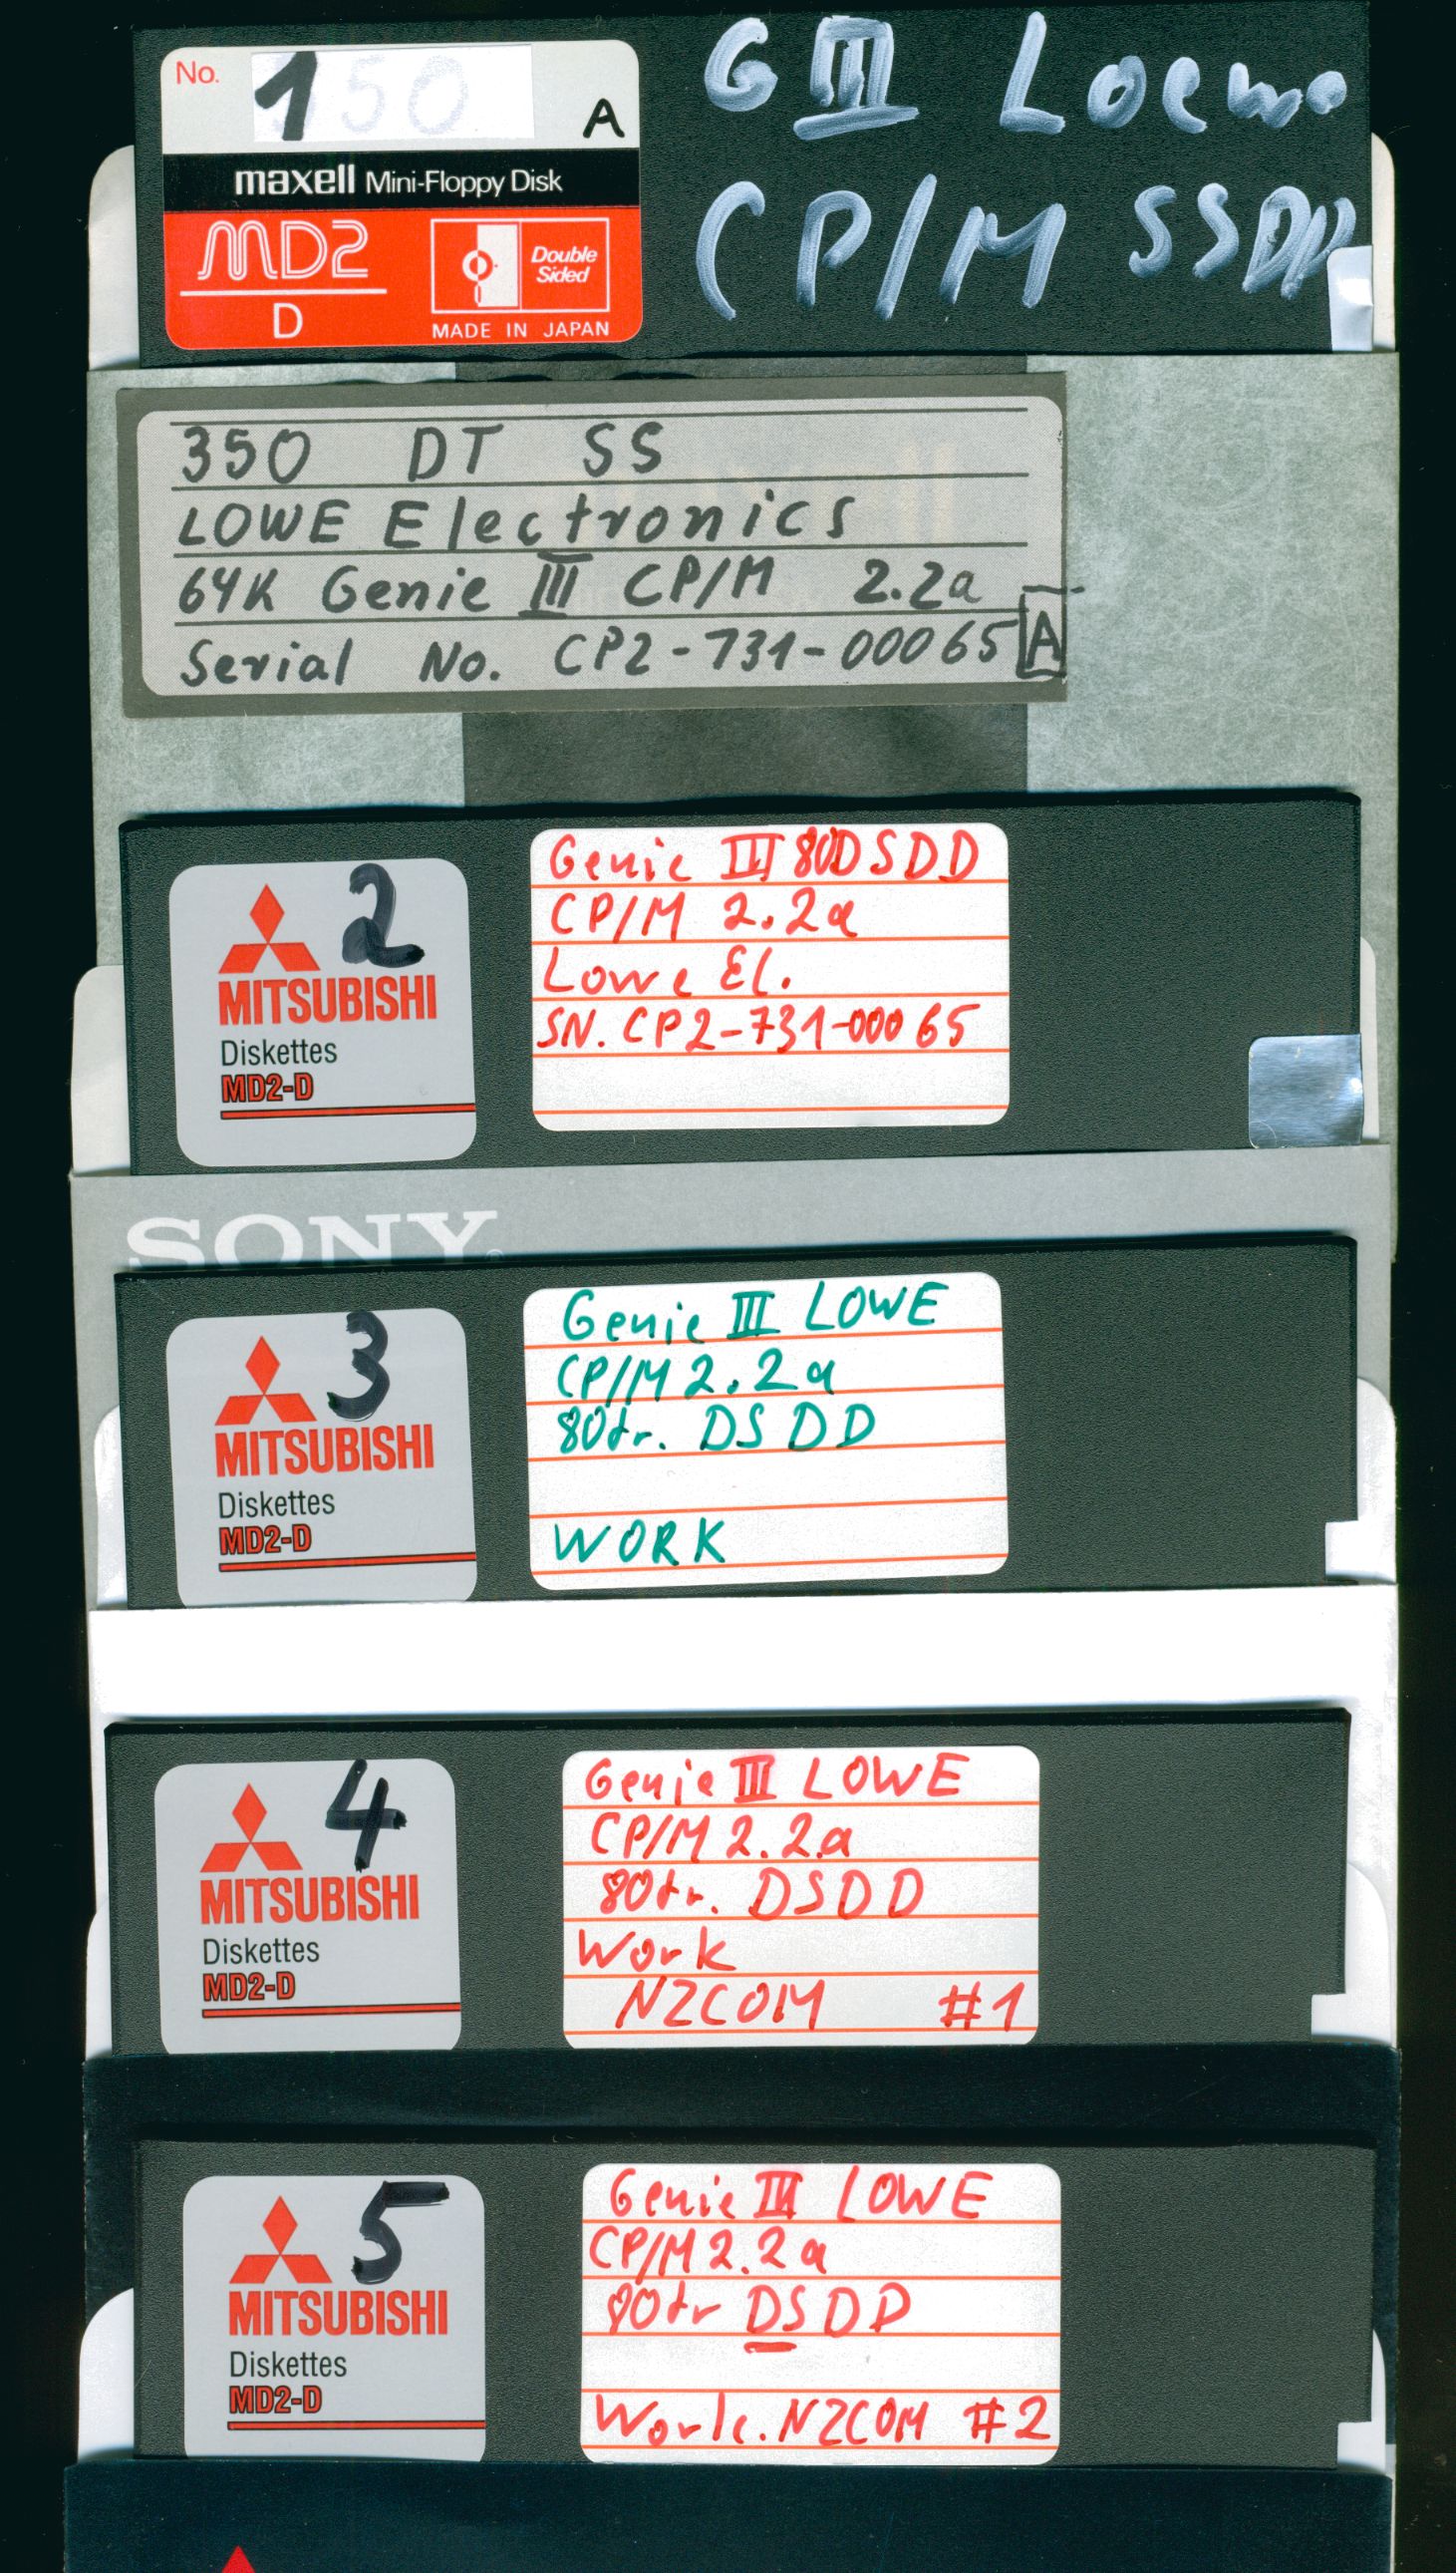 No. 150 A
maxell Mini-Floppy Disk
MD2
D
Double
Sided
MADE IN JAPAN
G III Loewe
CP/M SSDD
350 DT SS
LOWE Electronics
64K Genie III CP/M 2.2a
Serial No. CP2-731-00065 A
2
MITSUBISHI
Diskettes
MD2-D
Genie III 80DSDD
CP/M 2.2a
Lowe El.
SN. CP2-731-00065
SONY
3
MITSUBISHI
Diskettes
MD2-D
Genie III LOWE
CP/M 2.2a
80tr. DSDD
WORK
4
MITSUBISHI
Diskettes
MD2-D
Genie III LOWE
CP/M 2.2a
80tr. DSDD
Work
NZCOM #1
5
MITSUBISHI
Diskettes
MD2-D
Genie III LOWE
CP/M 2.2a
80tr DSDD
Work. NZCOM #2